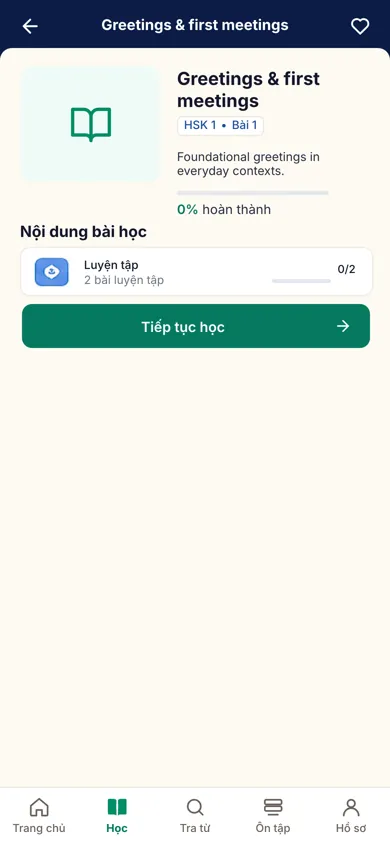 Greetings & first meetings
Greetings & first
meetings
HSK 1 • Bài 1
Foundational greetings in
everyday contexts.
0% hoàn thành
Nội dung bài học
Luyện tập
0/2
2 bài luyện tập
Tiếp tục học
Trang chủ
Học
Tra từ
Ôn tập
Hồ sơ